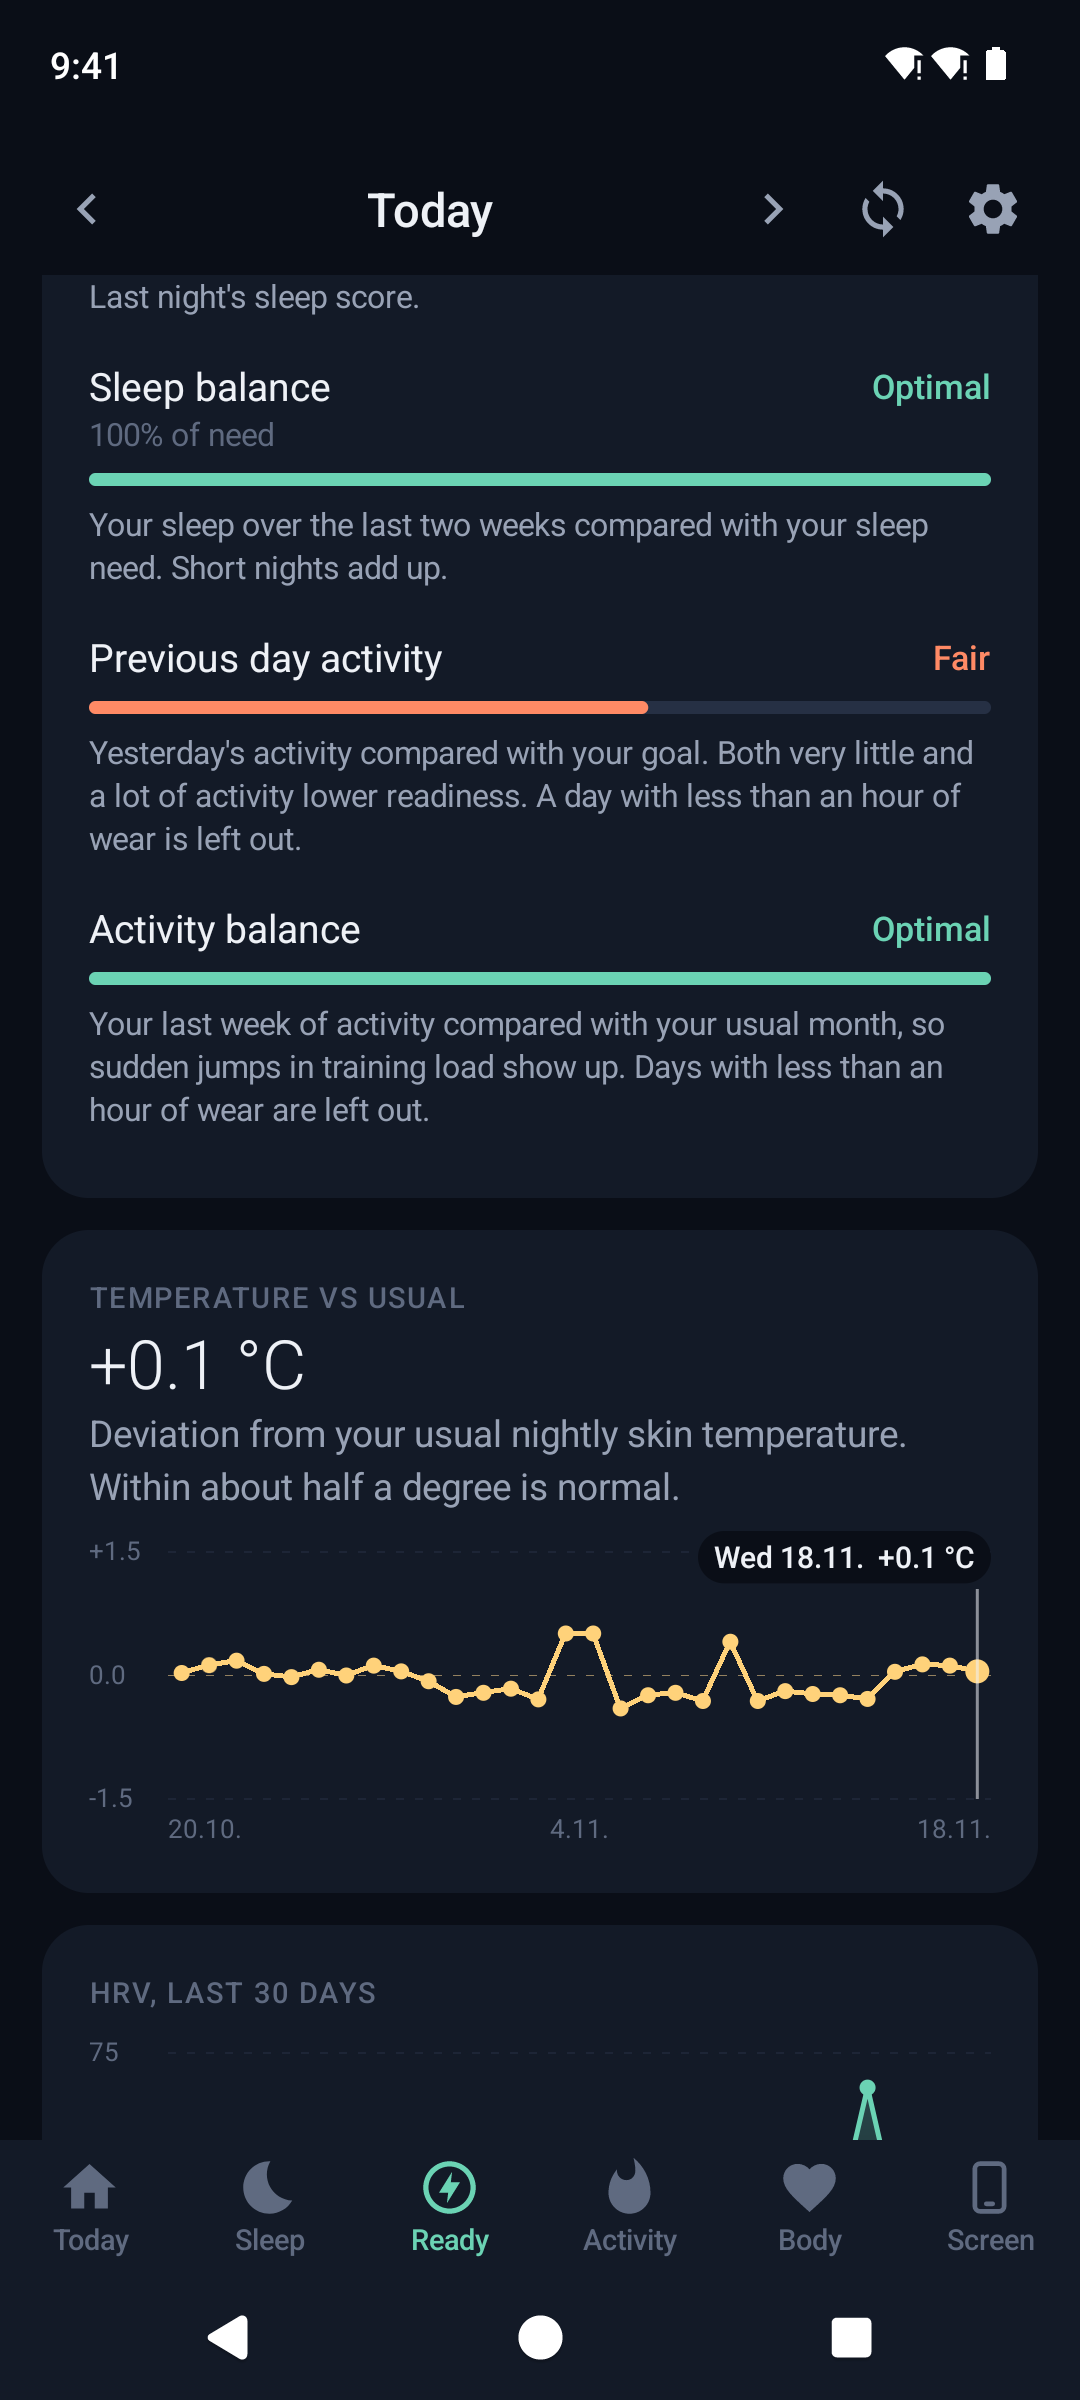 9:41
Today
Last night's sleep score.
Sleep balance
Optimal
100% of need
Your sleep over the last two weeks compared with your sleep
need. Short nights add up.
Previous day activity
Fair
Yesterday's activity compared with your goal. Both very little and
a lot of activity lower readiness. A day with less than an hour of
wear is left out.
Activity balance
Optimal
Your last week of activity compared with your usual month, so
sudden jumps in training load show up. Days with less than an
hour of wear are left out.
TEMPERATURE VS USUAL
+0.1 °C
Deviation from your usual nightly skin temperature.
Within about half a degree is normal.
+1.5
Wed 18.11. +0.1 °C
0.0
-1.5
20.10.
4.11.
18.11.
HRV, LAST 30 DAYS
75
Today
Sleep
Ready
Activity
Body
Screen